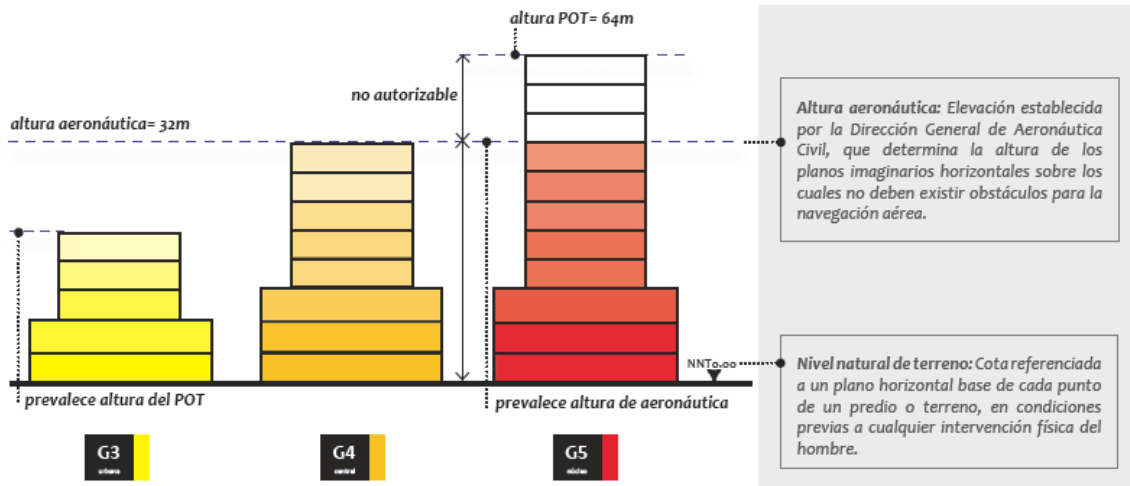 altura POT= 64m
no autorizable
altura aeronáutica= 32m
prevalece altura del POT
prevalece altura de aeronáutica
NNT0.00
G3
urbana
G4
central
G5
núcleo
Altura aeronáutica: Elevación establecida
por la Dirección General de Aeronáutica
Civil, que determina la altura de los
planos imaginarios horizontales sobre los
cuales no deben existir obstáculos para la
navegación aérea.
Nivel natural de terreno: Cota referenciada
a un plano horizontal base de cada punto
de un predio o terreno, en condiciones
previas a cualquier intervención física del
hombre.